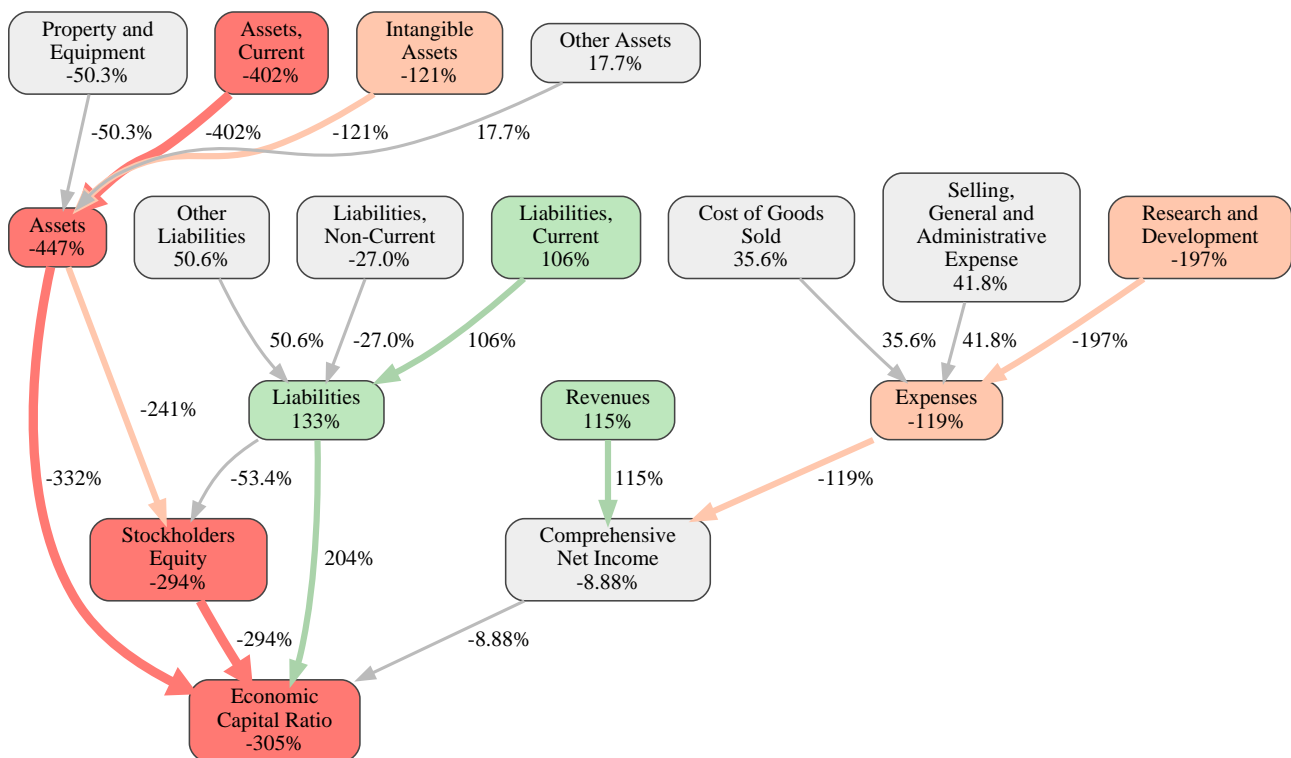 Property and
Equipment
-50.3%
Assets,
Current
-402%
Intangible
Assets
-121%
Other Assets
17.7%
-50.3%
-402%
-121%
17.7%
Assets
-447%
Other
Liabilities
50.6%
Liabilities,
Non-Current
-27.0%
Liabilities,
Current
106%
Cost of Goods
Sold
35.6%
Selling,
General and
Administrative
Expense
41.8%
Research and
Development
-197%
50.6%
-27.0%
106%
35.6%
41.8%
-197%
Liabilities
133%
Revenues
115%
Expenses
-119%
-241%
-332%
-53.4%
115%
-119%
Stockholders
Equity
-294%
204%
Comprehensive
Net Income
-8.88%
-294%
-8.88%
Economic
Capital Ratio
-305%